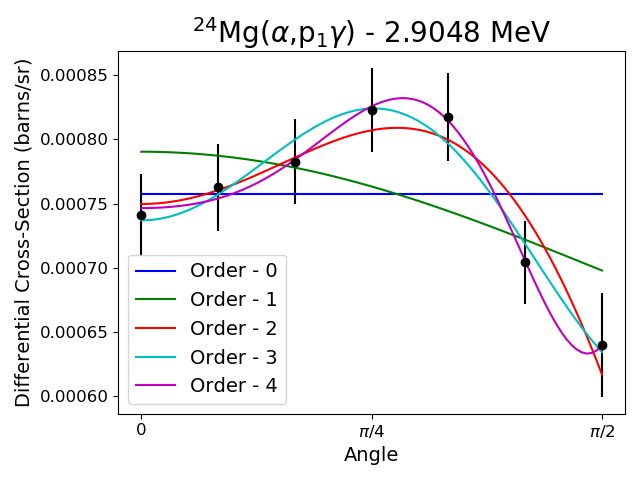 ²⁴Mg(α,p₁γ) - 2.9048 MeV
Differential Cross-Section (barns/sr)
0.00085
0.00080
0.00075
0.00070
0.00065
0.00060
Order - 0
Order - 1
Order - 2
Order - 3
Order - 4
0
π/4
π/2
Angle